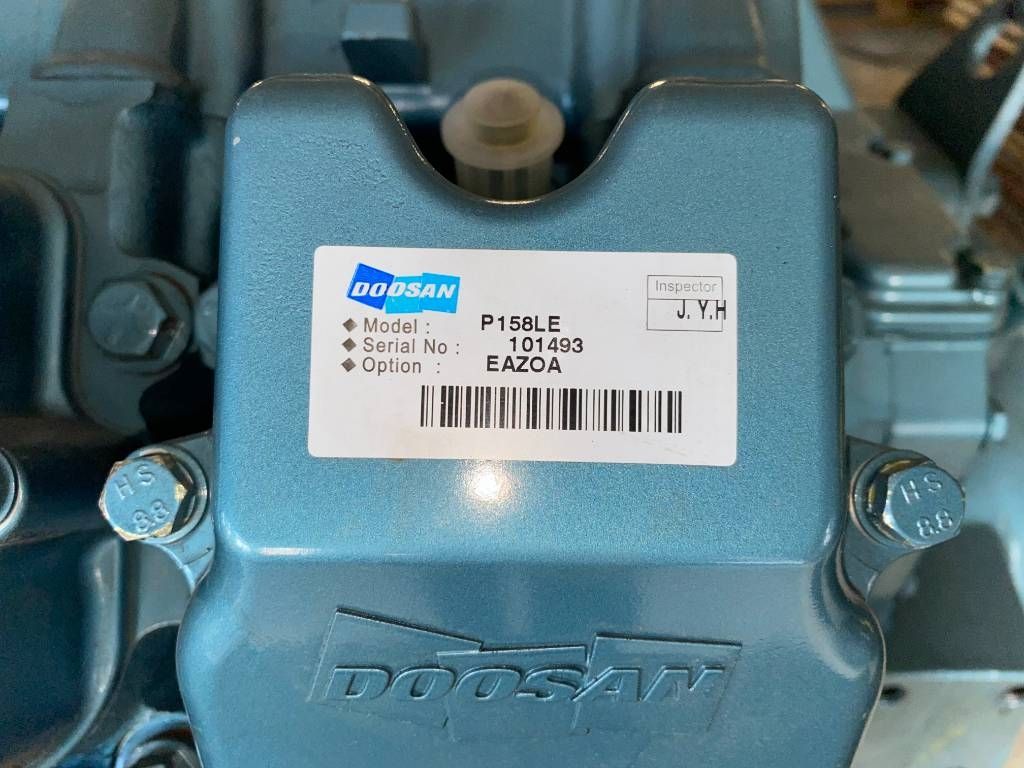 DOOSAN
Inspector
J. Y.H
Model : P158LE
Serial No : 101493
Option : EAZOA
HS
8.8
HS
8.8
DOOSAN